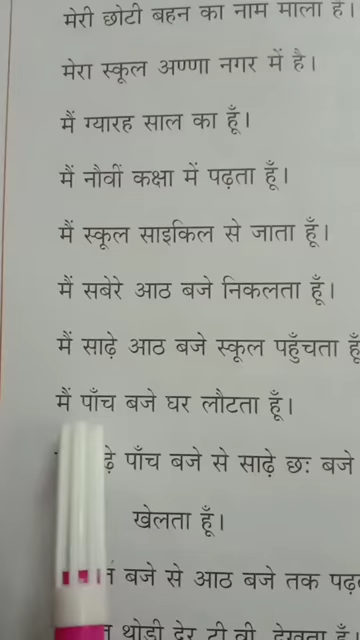 मेरी छोटी बहन का नाम माला है।
मेरा स्कूल अण्णा नगर में है।
मैं ग्यारह साल का हूँ।
मैं नौवीं कक्षा में पढ़ता हूँ।
मैं स्कूल साइकिल से जाता हूँ।
मैं सबेरे आठ बजे निकलता हूँ।
मैं साढ़े आठ बजे स्कूल पहुँचता हूँ
मैं पाँच बजे घर लौटता हूँ।
पाँच बजे से साढ़े छः बजे
खेलता हूँ।
बजे से आठ बजे तक
थोड़ी देर टी.वी. देखता हूँ